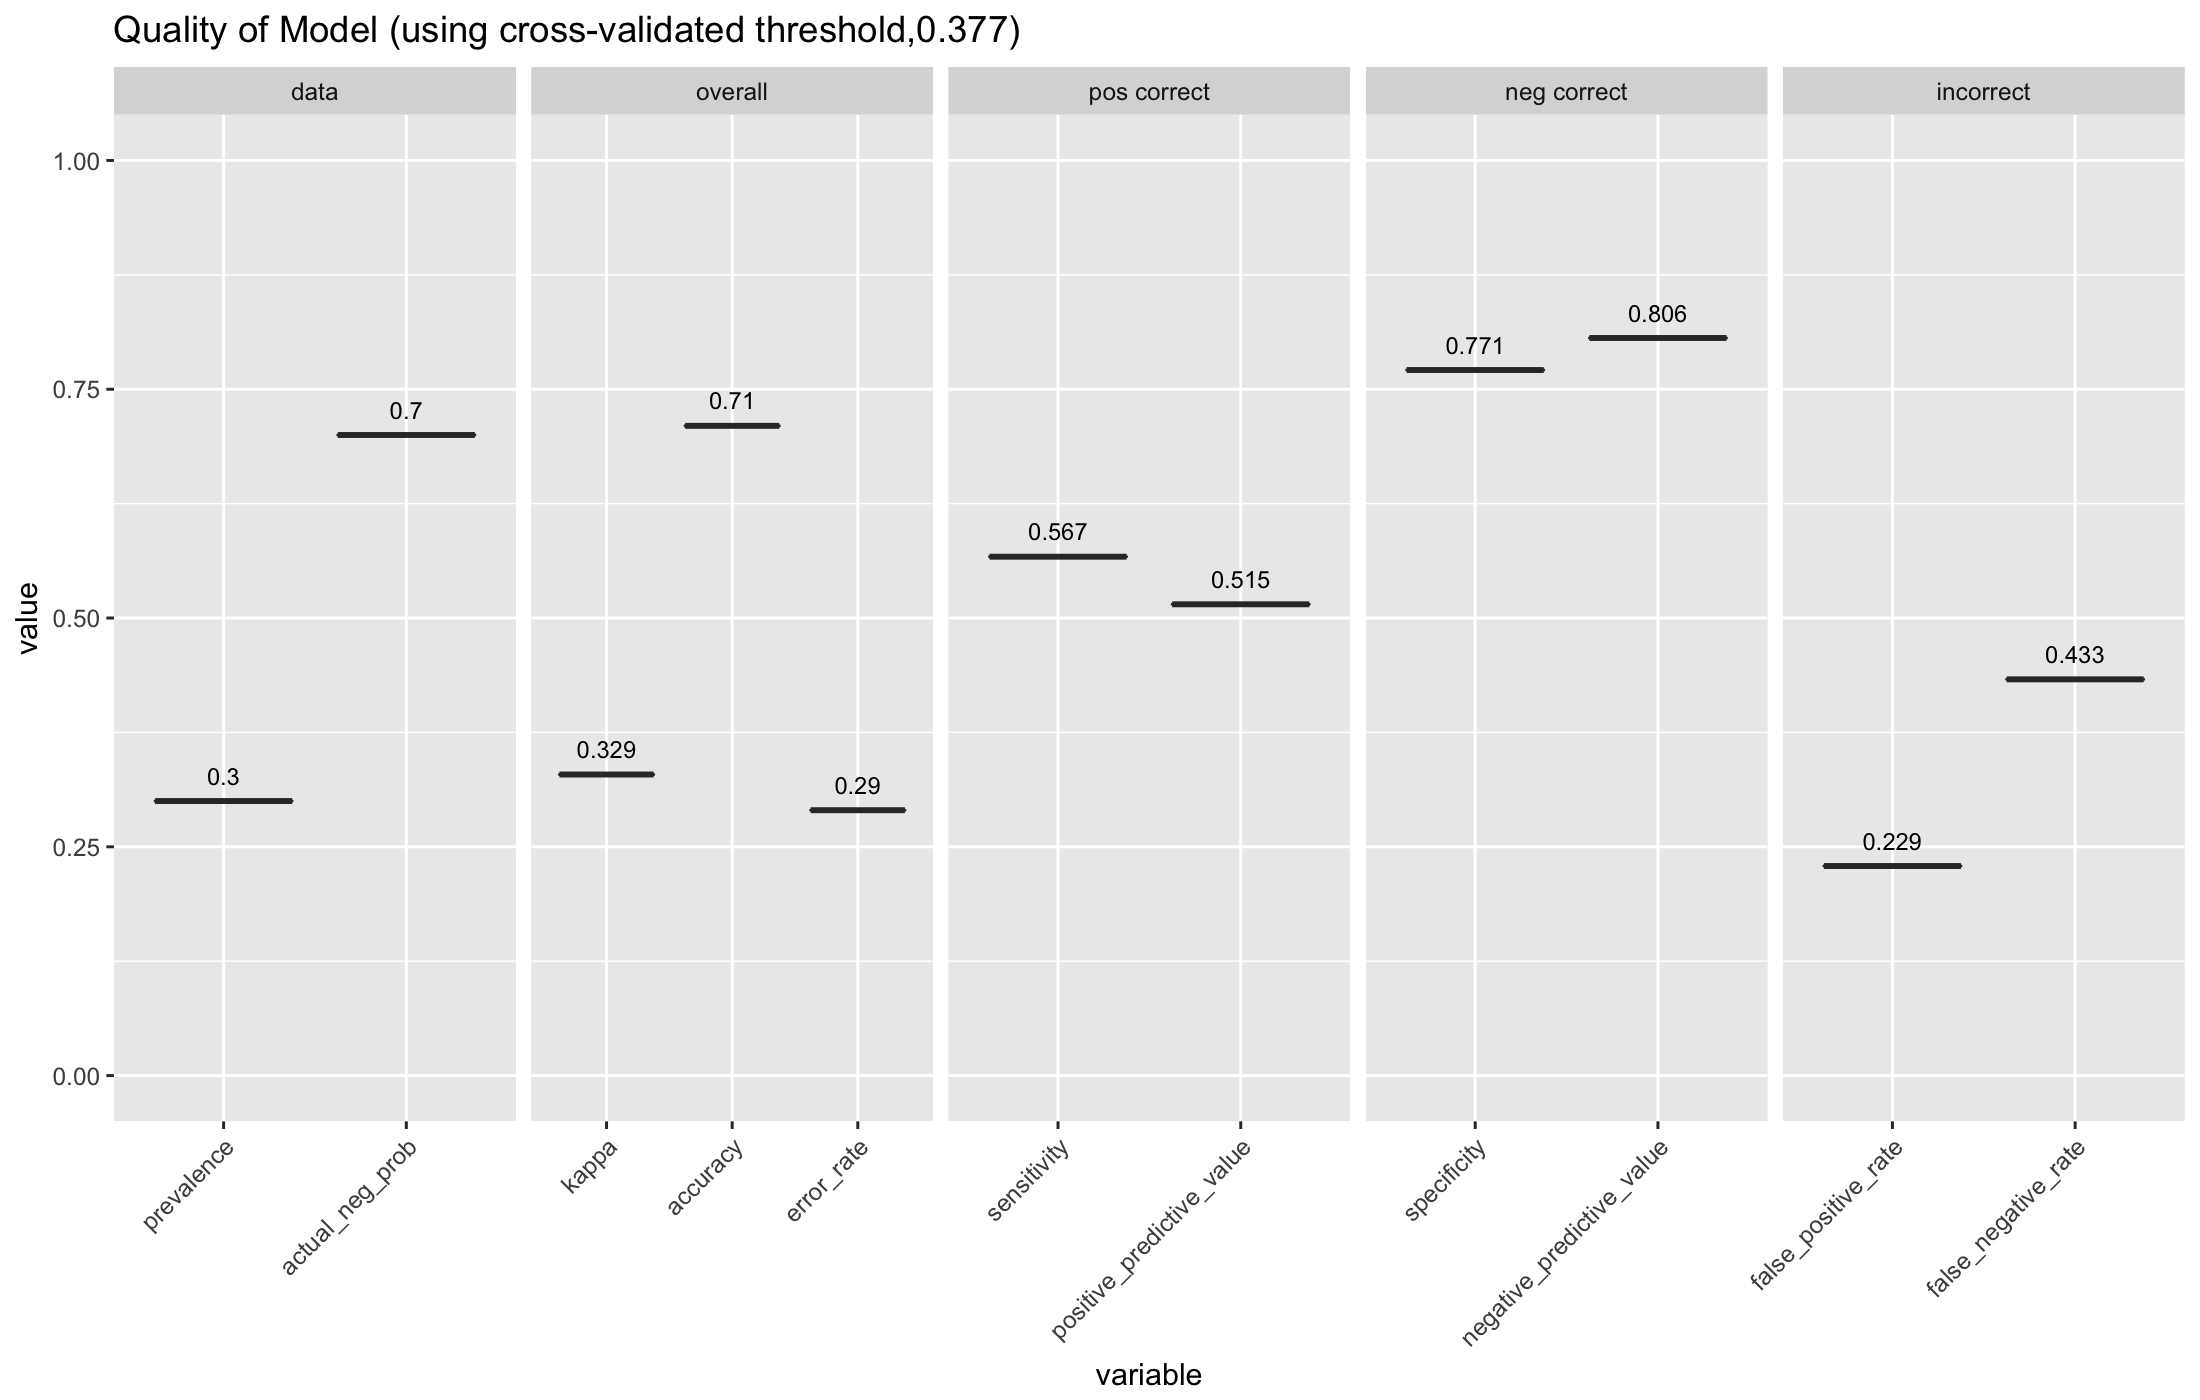 Quality of Model (using cross-validated threshold,0.377)
data
overall
pos correct
neg correct
incorrect
value
1.00
0.75
0.50
0.25
0.00
0.3
0.7
0.329
0.71
0.29
0.567
0.515
0.771
0.806
0.229
0.433
prevalence
actual_neg_prob
kappa
accuracy
error_rate
sensitivity
positive_predictive_value
specificity
negative_predictive_value
false_positive_rate
false_negative_rate
variable